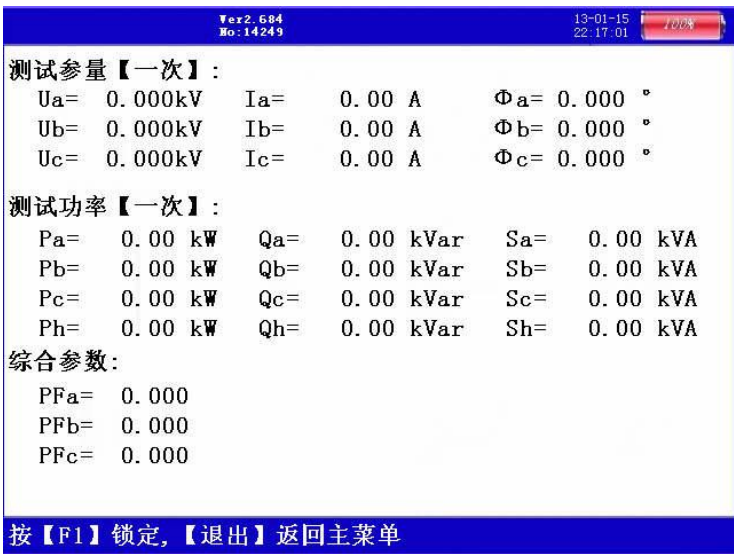 Ver2.684
No:14249
13-01-15
22:17:01
100%
测试参量【一次】:
Ua= 0.000kV Ia= 0.00 A Φa= 0.000 °
Ub= 0.000kV Ib= 0.00 A Φb= 0.000 °
Uc= 0.000kV Ic= 0.00 A Φc= 0.000 °
测试功率【一次】:
Pa= 0.00 kW Qa= 0.00 kVar Sa= 0.00 kVA
Pb= 0.00 kW Qb= 0.00 kVar Sb= 0.00 kVA
Pc= 0.00 kW Qc= 0.00 kVar Sc= 0.00 kVA
Ph= 0.00 kW Qh= 0.00 kVar Sh= 0.00 kVA
综合参数:
PFa= 0.000
PFb= 0.000
PFc= 0.000
按【F1】锁定,【退出】返回主菜单